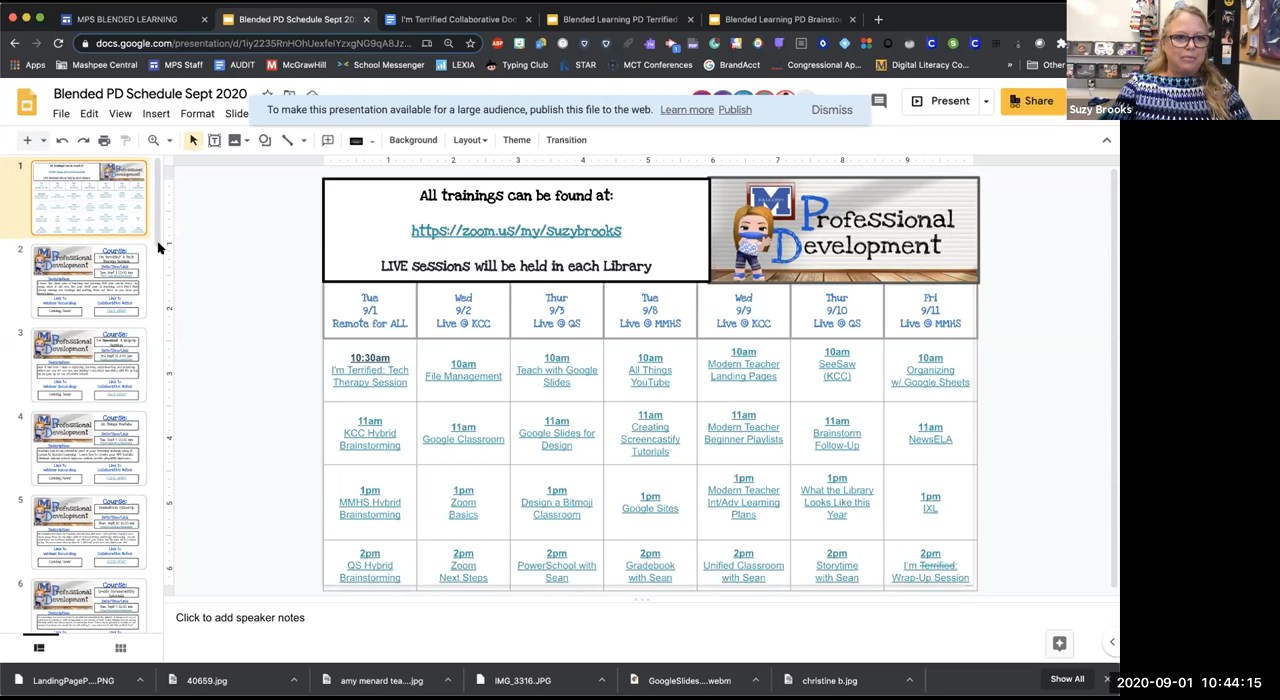 MPS BLENDED LEARNING
Blended PD Schedule Sept 202
I'm Terrified Collaborative Doc
Blended Learning PD Terrified
Blended Learning PD Brainsto
docs.google.com/presentation/d/1iy2235RnHOhUexfeIYzxgNG9qA8Jz...
Apps
Mashpee Central
MPS Staff
AUDIT
McGrawHill
School Messenger
LEXIA
Typing Club
STAR
MCT Conferences
BrandAcct
Congressional Ap...
Digital Literacy Co...
»
Other
Suzy Brooks
Blended PD Schedule Sept 2020
File Edit View Insert Format Slide
To make this presentation available for a large audience, publish this file to the web. Learn more Publish Dismiss
Present
Share
Background Layout Theme Transition
All trainings can be found at:
https://zoom.us/my/suzybrooks
LIVE sessions will be held in each Library
M
FALCONS
Professional
Development
Tue
9/1
Remote for ALL
Wed
9/2
Live @ KCC
Thur
9/3
Live @ QS
Tue
9/8
Live @ MMHS
Wed
9/9
Live @ KCC
Thur
9/10
Live @ QS
Fri
9/11
Live @ MMHS
10:30am
I'm Terrified: Tech
Therapy Session
10am
File Management
10am
Teach with Google
Slides
10am
All Things
YouTube
10am
Modern Teacher
Landing Pages
10am
SeeSaw
(KCC)
10am
Organizing
w/ Google Sheets
11am
KCC Hybrid
Brainstorming
11am
Google Classroom
11am
Google Slides for
Design
11am
Creating
Screencastify
Tutorials
11am
Modern Teacher
Beginner Playlists
11am
Brainstorm
Follow-Up
11am
NewsELA
1pm
MMHS Hybrid
Brainstorming
1pm
Zoom
Basics
1pm
Design a Bitmoji
Classroom
1pm
Google Sites
1pm
Modern Teacher
Int/Adv Learning
Plans
1pm
What the Library
Looks Like this
Year
1pm
IXL
2pm
QS Hybrid
Brainstorming
2pm
Zoom
Next Steps
2pm
PowerSchool with
Sean
2pm
Gradebook
with Sean
2pm
Unified Classroom
with Sean
2pm
Storytime
with Sean
2pm
I'm Terrified:
Wrap-Up Session
1
2
3
4
5
6
Click to add speaker notes
LandingPageP....PNG
40659.jpg
amy menard tea....jpg
IMG_3316.JPG
GoogleSlides....webm
christine b.jpg
Show All
2020-09-01 10:44:15